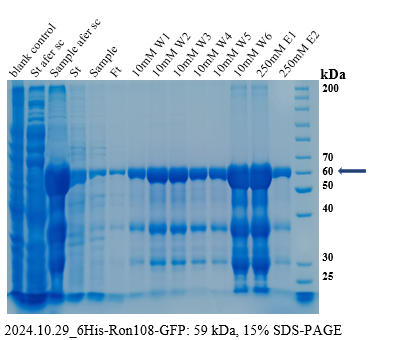 blank control
St afer sc
Sample afer sc
St
Sample
Ft
10mM W1
10mM W2
10mM W3
10mM W4
10mM W5
10mM W6
250mM E1
250mM E2
kDa
200
70
60
50
40
30
25
2024.10.29_6His-Ron108-GFP: 59 kDa, 15% SDS-PAGE